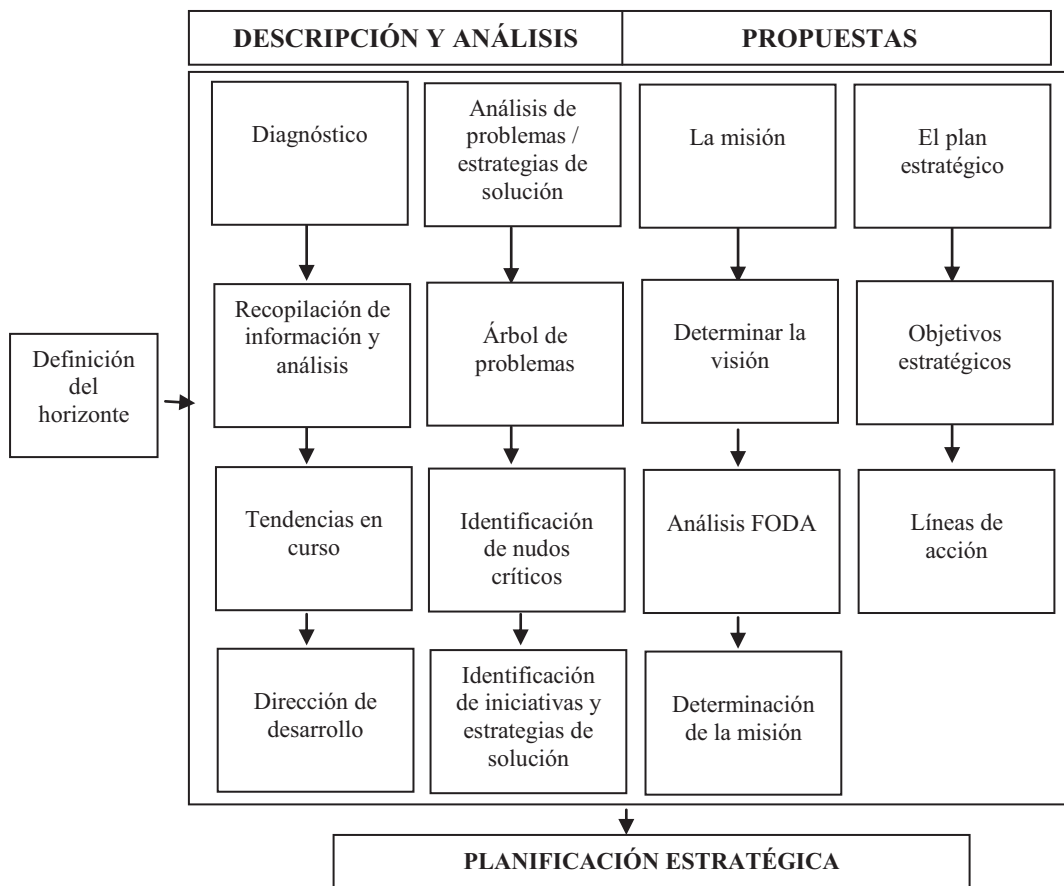 DESCRIPCIÓN Y ANÁLISIS
PROPUESTAS
Diagnóstico
Análisis de
problemas /
estrategias de
solución
La misión
El plan
estratégico
Definición
del
horizonte
Recopilación de
información y
análisis
Árbol de
problemas
Determinar la
visión
Objetivos
estratégicos
Tendencias en
curso
Identificación
de nudos
críticos
Análisis FODA
Líneas de
acción
Dirección de
desarrollo
Identificación
de iniciativas y
estrategias de
solución
Determinación
de la misión
PLANIFICACIÓN ESTRATÉGICA